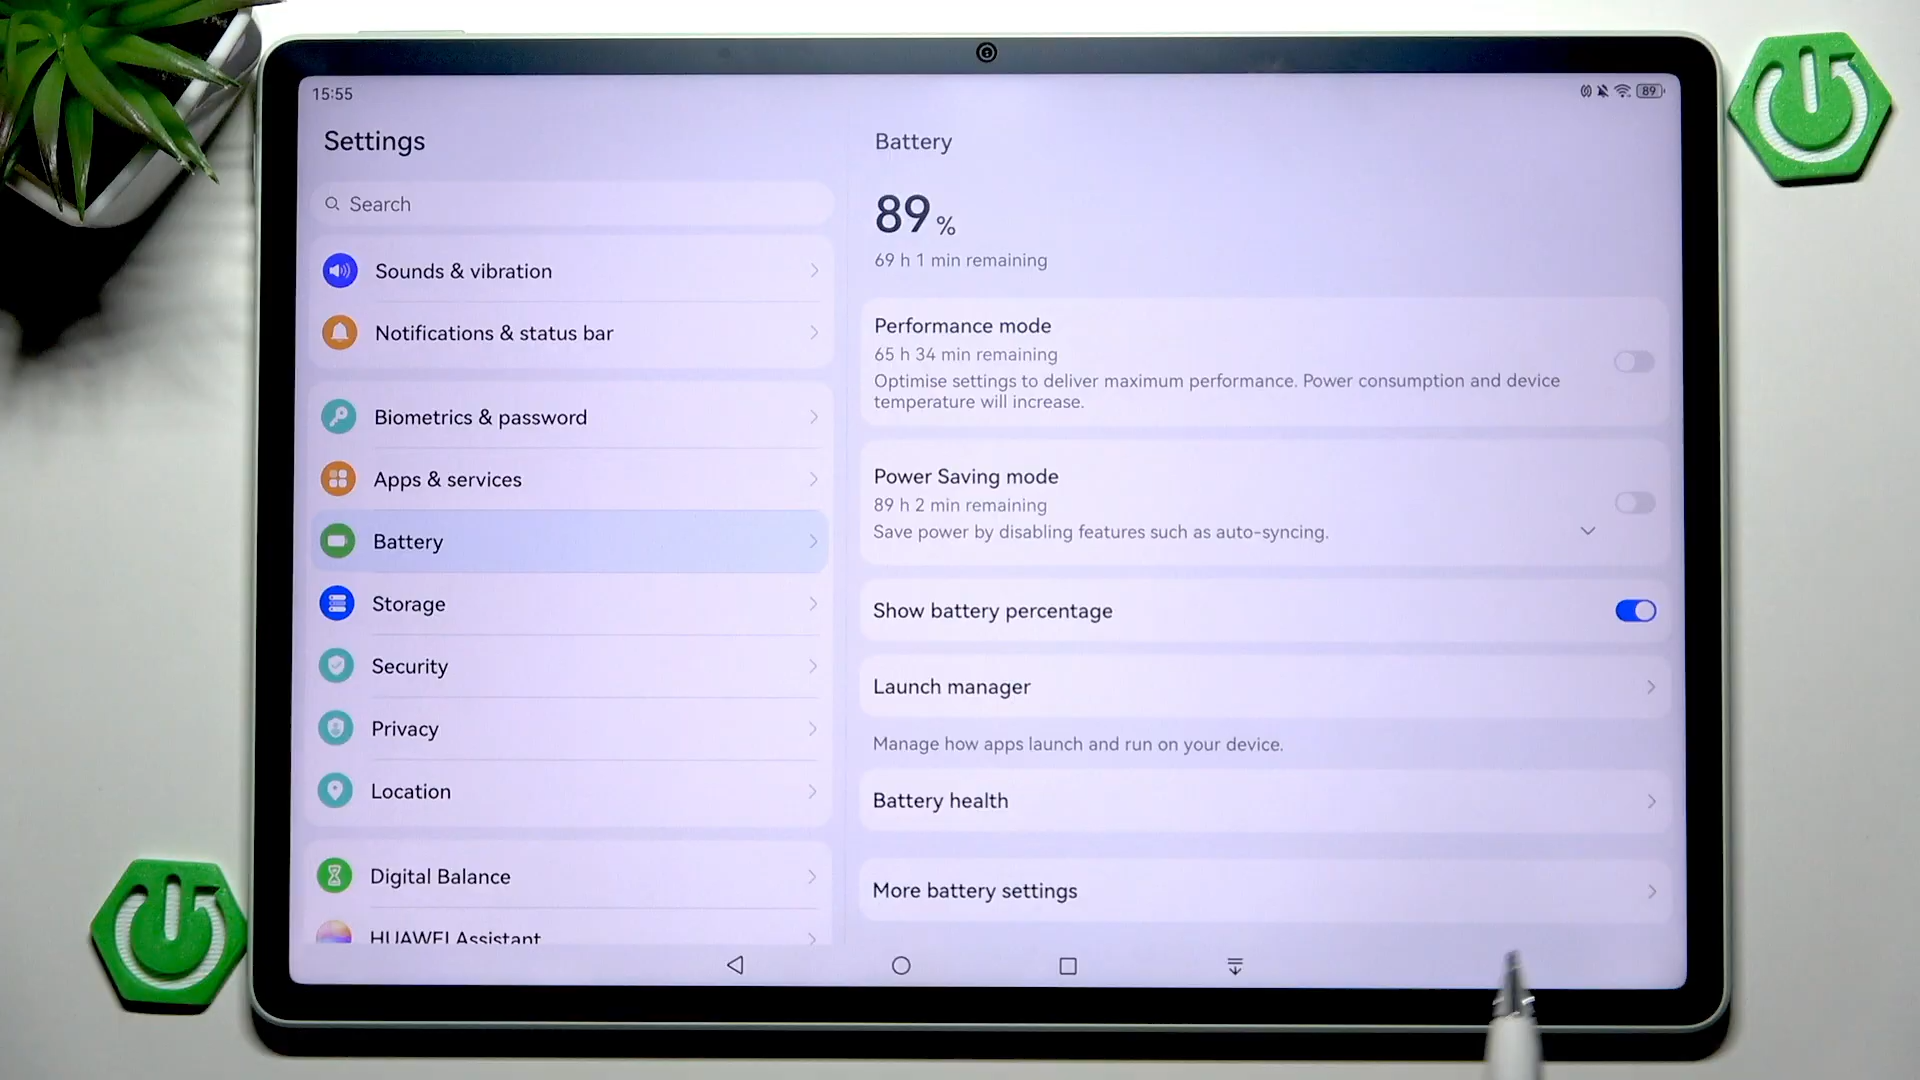 15:55
89
Settings
Search
Sounds & vibration
Notifications & status bar
Biometrics & password
Apps & services
Battery
Storage
Security
Privacy
Location
Digital Balance
HUAWEI Assistant
Battery
89 %
69 h 1 min remaining
Performance mode
65 h 34 min remaining
Optimise settings to deliver maximum performance. Power consumption and device
temperature will increase.
Power Saving mode
89 h 2 min remaining
Save power by disabling features such as auto-syncing.
Show battery percentage
Launch manager
Manage how apps launch and run on your device.
Battery health
More battery settings